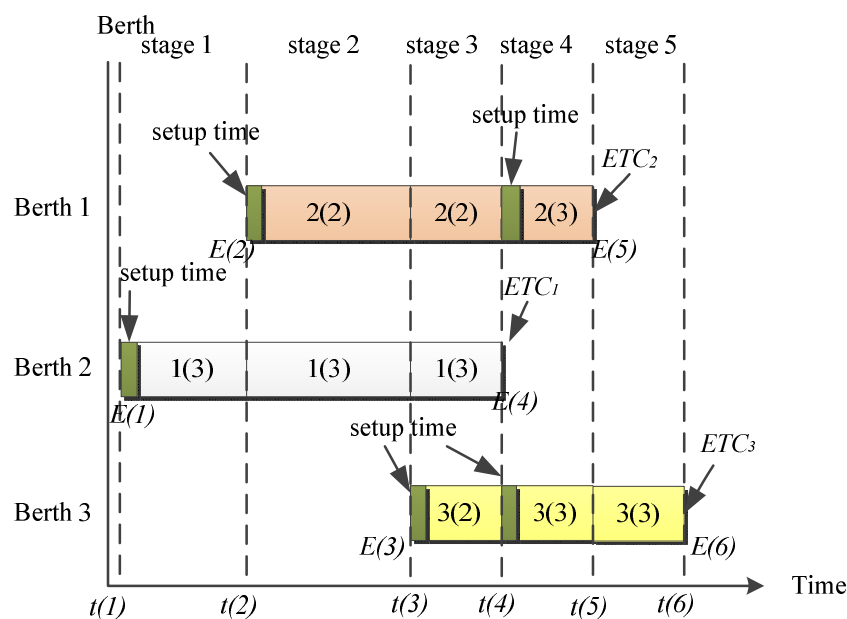 Berth
stage 1 stage 2 stage 3 stage 4 stage 5
setup time
setup time
ETC2
Berth 1
2(2) 2(2) 2(3)
E(2)
E(5)
setup time
ETC1
Berth 2
1(3) 1(3) 1(3)
E(1)
E(4)
setup time
ETC3
Berth 3
3(2) 3(3) 3(3)
E(3)
E(6)
Time
t(1) t(2) t(3) t(4) t(5) t(6)